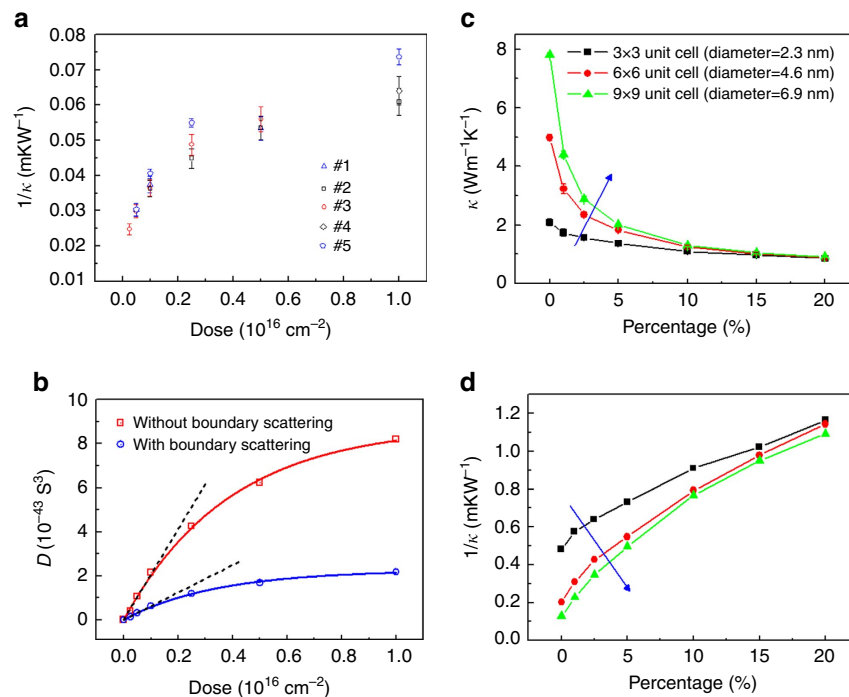 a
0.08
0.07
0.06
0.05
0.04
0.03
0.02
0.01
1/κ (mKW⁻¹)
#1
#2
#3
#4
#5
0.0 0.2 0.4 0.6 0.8 1.0
Dose (10¹⁶ cm⁻²)
c
8
6
4
2
0
κ (Wm⁻¹K⁻¹)
3×3 unit cell (diameter=2.3 nm)
6×6 unit cell (diameter=4.6 nm)
9×9 unit cell (diameter=6.9 nm)
0 5 10 15 20
Percentage (%)
b
10
8
6
4
2
0
D (10⁻⁴³ S³)
Without boundary scattering
With boundary scattering
0.0 0.2 0.4 0.6 0.8 1.0
Dose (10¹⁶ cm⁻²)
d
1.2
1.0
0.8
0.6
0.4
0.2
0.0
1/κ (mKW⁻¹)
0 5 10 15 20
Percentage (%)